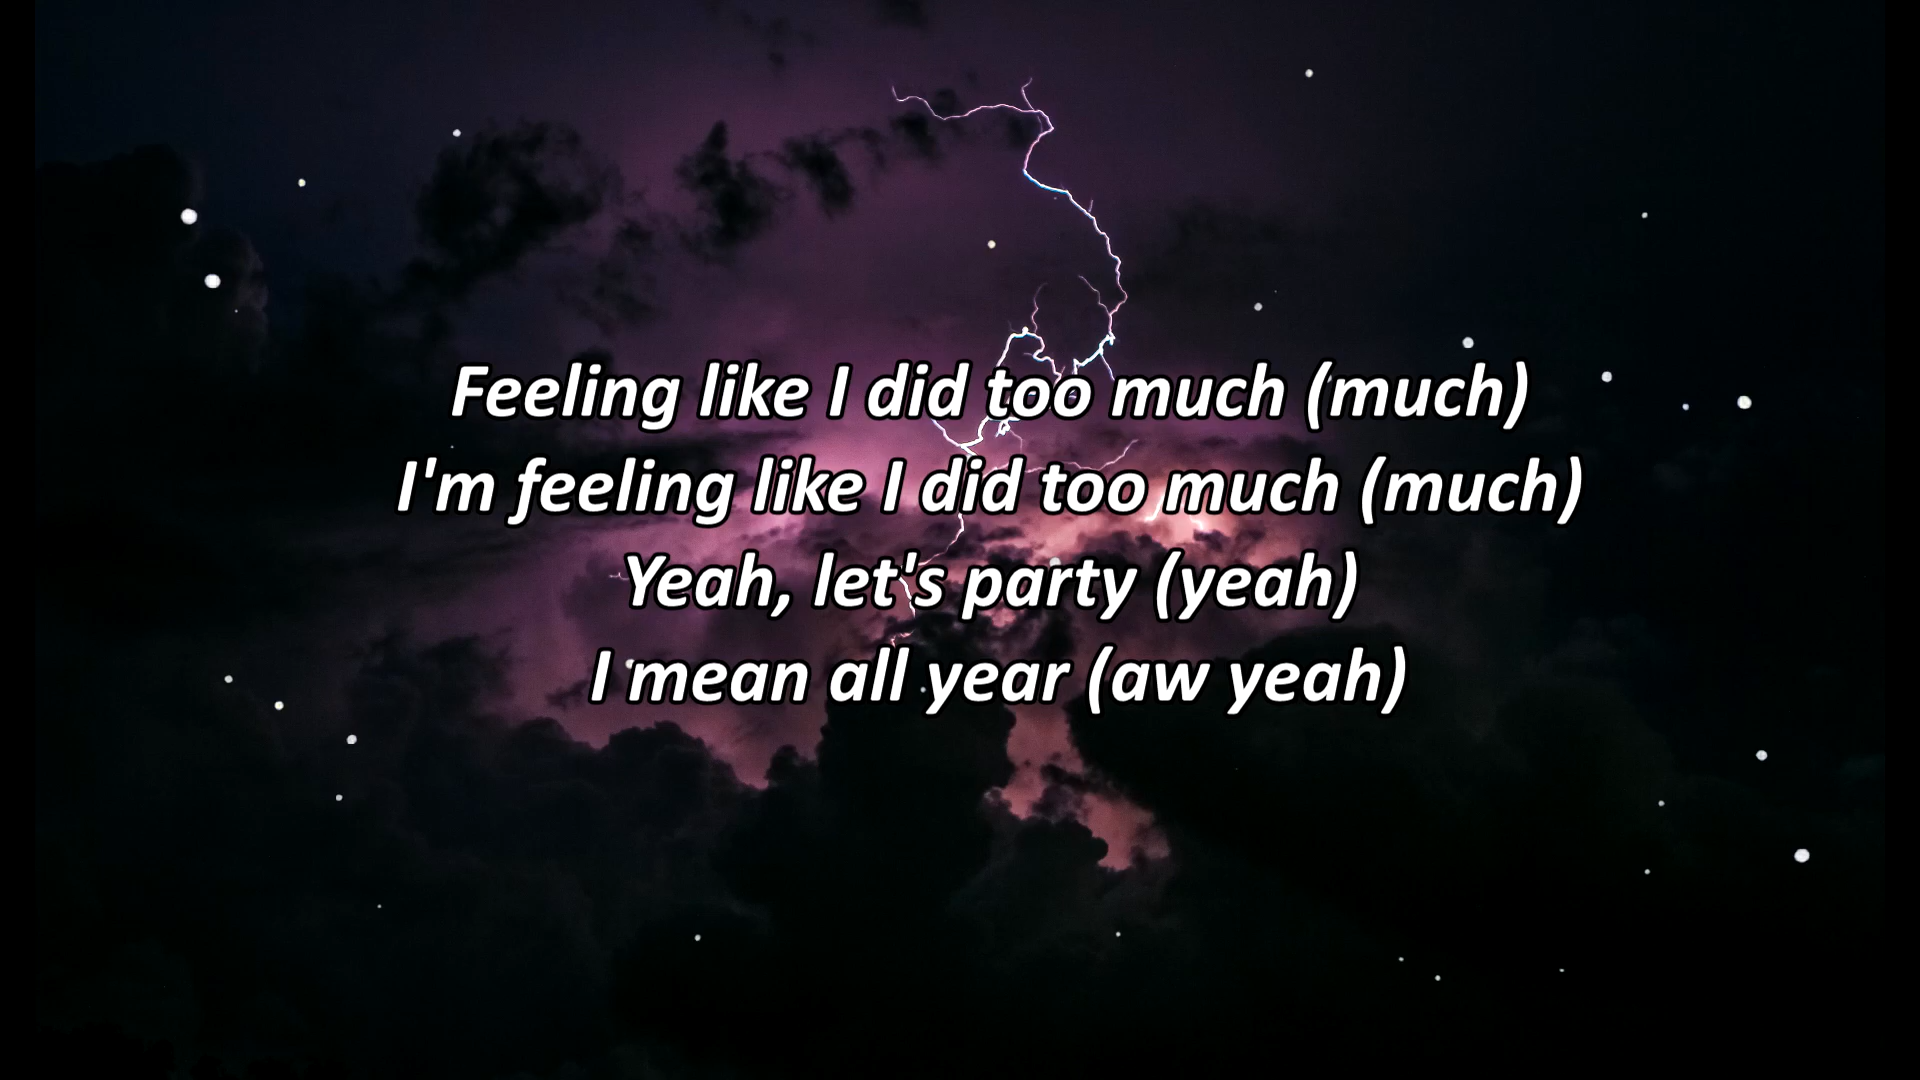 Feeling like I did too much (much)
I'm feeling like I did too much (much)
Yeah, let's party (yeah)
I mean all year (aw yeah)